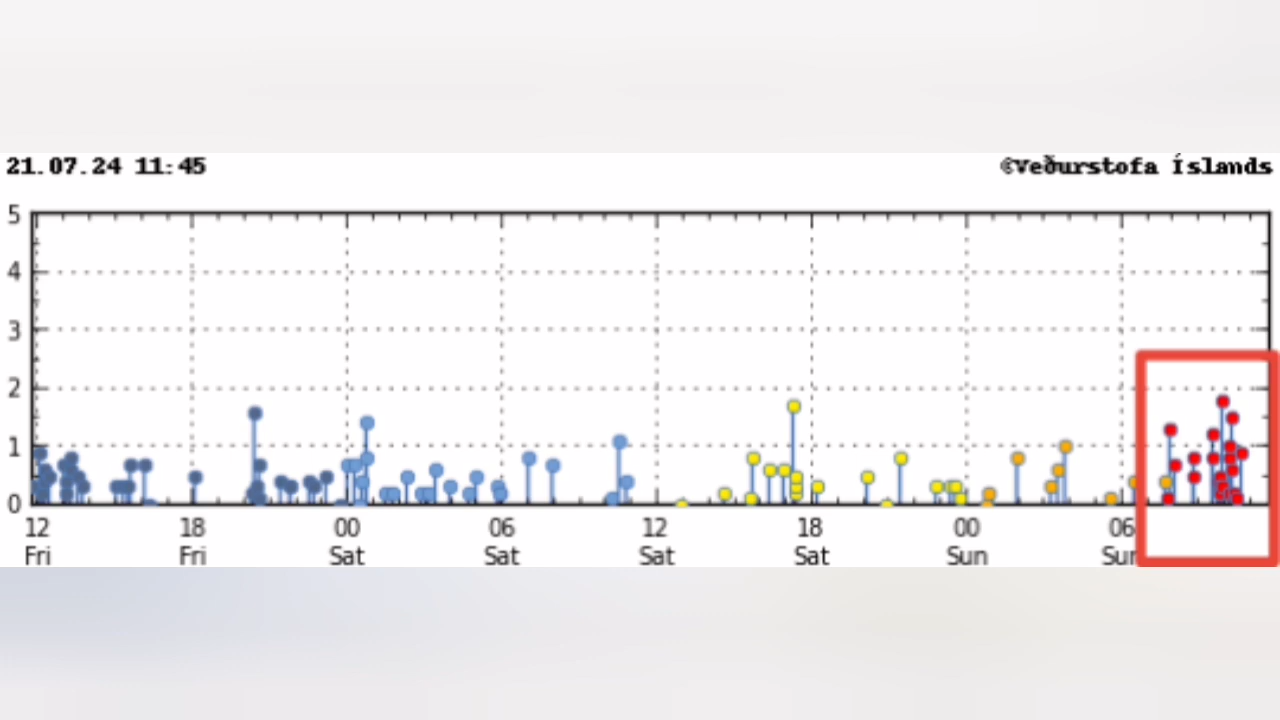 21.07.24 11:45
©Veðurstofa Íslands
5
4
3
2
1
0
12 18 00 06 12 18 00 06
Fri Fri Sat Sat Sat Sat Sun Sun